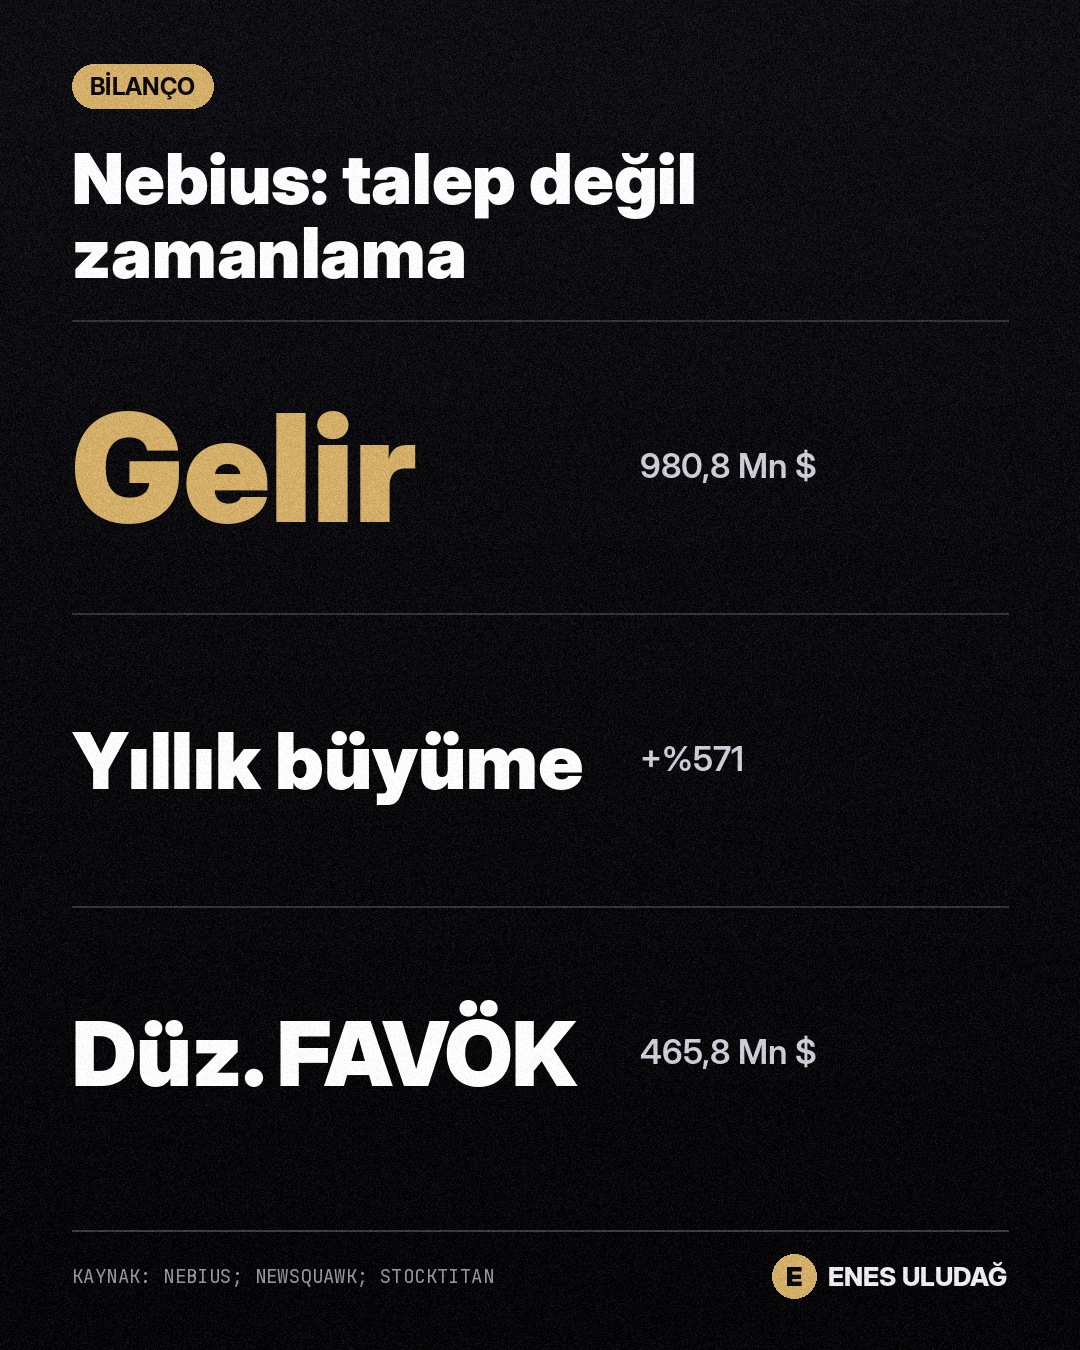 BİLANÇO
Nebius: talep değil
zamanlama
Gelir
980,8 Mn $
Yıllık büyüme
+%571
Düz. FAVÖK
465,8 Mn $
KAYNAK: NEBIUS; NEWSQUAWK; STOCKTITAN
E ENES ULUDAĞ